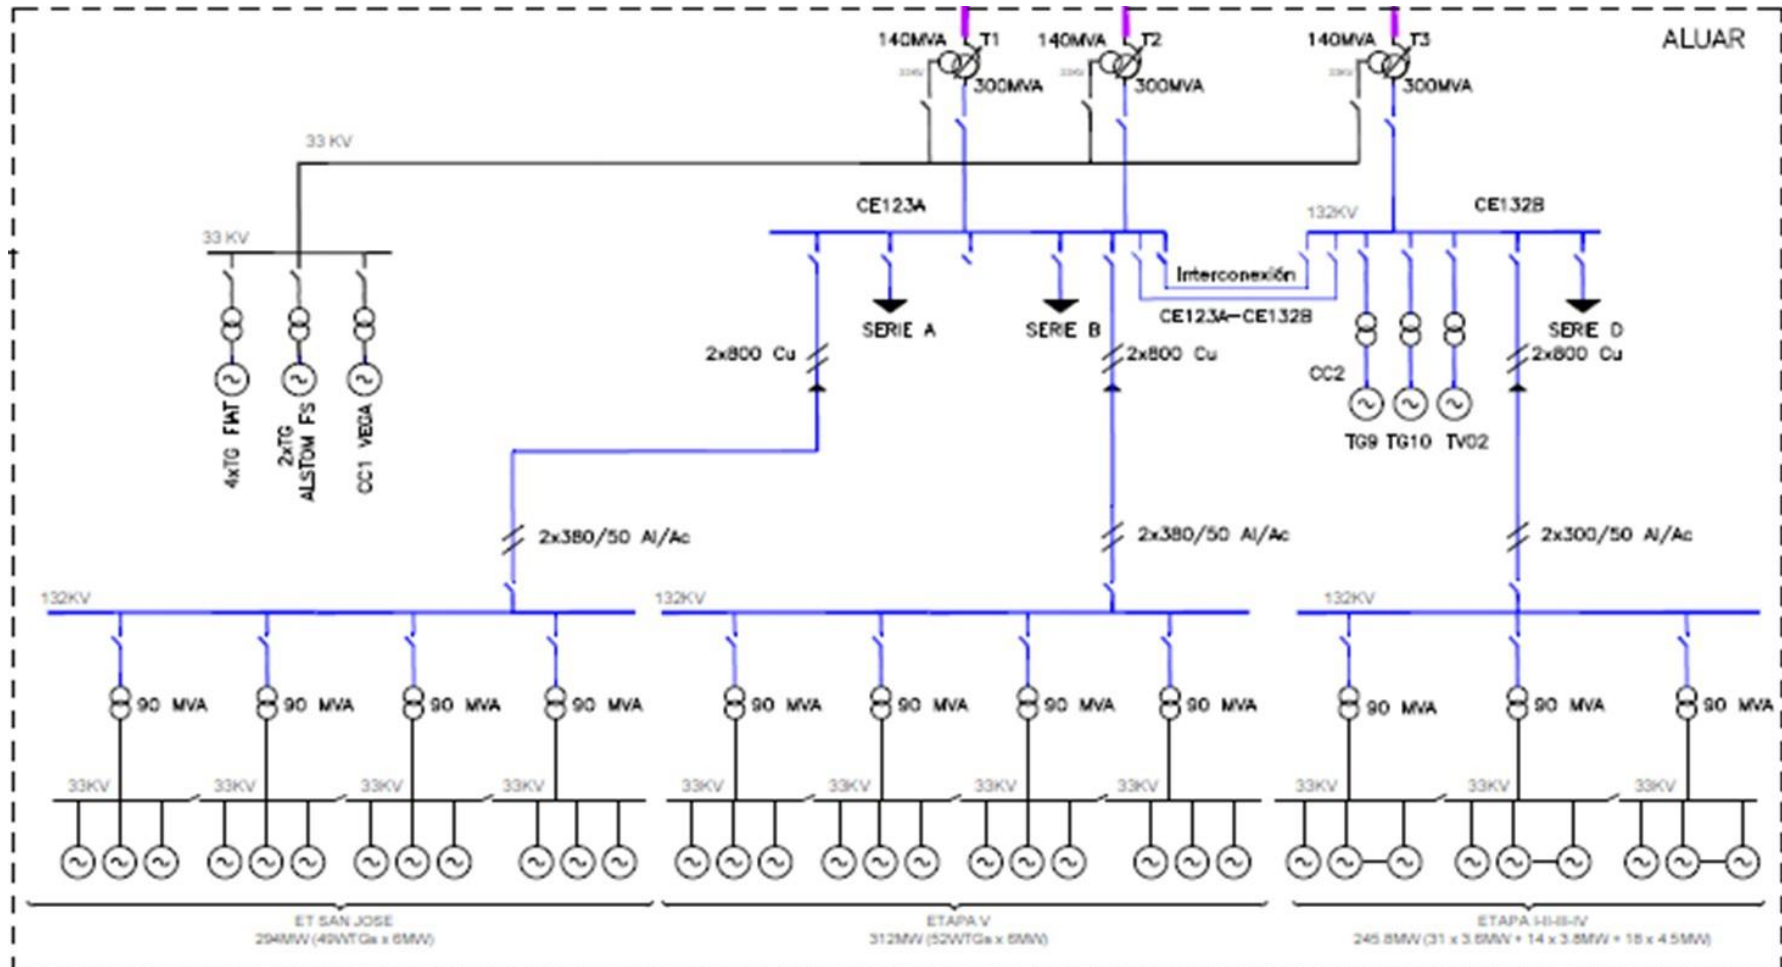 ALUAR
140MVA T1
140MVA T2
140MVA T3
33KV
33KV
33KV
300MVA
300MVA
300MVA
33 KV
CE123A
132KV
CE132B
33 KV
Interconexión
CE123A-CE132B
SERIE A
SERIE B
SERIE D
2x800 Cu
2x800 Cu
2x800 Cu
CC2
TG9 TG10 TV02
4xTG FIAT
2xTG
ALSTOM FS
CC1 VEGA
2x380/50 Al/Ac
2x380/50 Al/Ac
2x300/50 Al/Ac
132KV
132KV
132KV
90 MVA
90 MVA
90 MVA
90 MVA
90 MVA
90 MVA
90 MVA
90 MVA
90 MVA
90 MVA
90 MVA
33KV
33KV
33KV
33KV
33KV
33KV
33KV
33KV
33KV
33KV
33KV
ET SAN JOSE
294MW (49WTGs x 6MW)
ETAPA V
312MW (52WTGs x 6MW)
ETAPA I-II-III-IV
245.8MW (31 x 3.6MW + 14 x 3.8MW + 18 x 4.5MW)